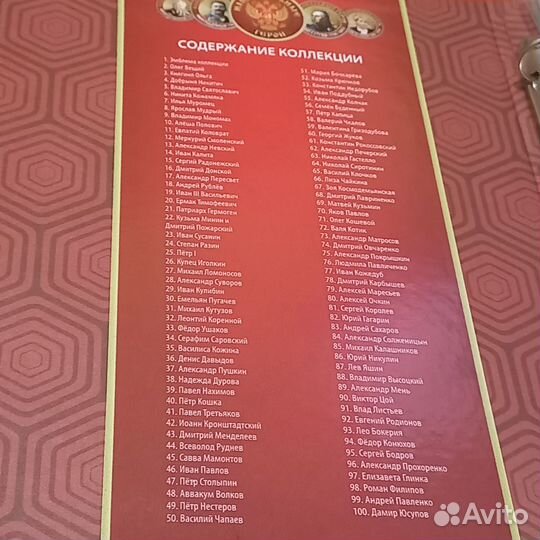 ГЕРОИ
СОДЕРЖАНИЕ КОЛЛЕКЦИИ
1. Эмблема коллекции
2. Олег Вещий
3. Княгиня Ольга
4. Добрыня Никитич
5. Владимир Святославич
6. Никита Кожемяка
7. Илья Муромец
8. Ярослав Мудрый
9. Владимир Мономах
10. Алёша Попович
11. Евпатий Коловрат
12. Меркурий Смоленский
13. Александр Невский
14. Иван Калита
15. Сергий Радонежский
16. Дмитрий Донской
17. Александр Пересвет
18. Андрей Рублёв
19. Иван III Васильевич
20. Ермак Тимофеевич
21. Патриарх Гермоген
22. Кузьма Минин и
Дмитрий Пожарский
23. Иван Сусанин
24. Степан Разин
25. Пётр I
26. Купец Иголкин
27. Михаил Ломоносов
28. Александр Суворов
29. Иван Кулибин
30. Емельян Пугачев
31. Михаил Кутузов
32. Леонтий Коренной
33. Фёдор Ушаков
34. Серафим Саровский
35. Василиса Кожина
36. Денис Давыдов
37. Александр Пушкин
38. Надежда Дурова
39. Павел Нахимов
40. Пётр Кошка
41. Павел Третьяков
42. Иоанн Кронштадтский
43. Дмитрий Менделеев
44. Всеволод Руднев
45. Савва Мамонтов
46. Иван Павлов
47. Пётр Столыпин
48. Аввакум Волков
49. Пётр Нестеров
50. Василий Чапаев
51. Мария Бочкарева
52. Козьма Крючков
53. Константин Недорубов
54. Иван Поддубный
55. Александр Колчак
56. Семён Буденный
57. Пётр Капица
58. Валерий Чкалов
59. Валентина Гризодубова
60. Георгий Жуков
61. Константин Рокоссовский
62. Александр Печерский
63. Николай Гастелло
64. Николай Сиротинин
65. Василий Клочков
66. Лиза Чайкина
67. Зоя Космодемьянская
68. Дмитрий Лавриненко
69. Матвей Кузьмин
70. Яков Павлов
71. Олег Кошевой
72. Валя Котик
73. Александр Матросов
74. Дмитрий Овчаренко
75. Александр Покрышкин
76. Людмила Павличенко
77. Иван Кожедуб
78. Дмитрий Карбышев
79. Алексей Маресьев
80. Алексей Очкин
81. Сергей Королев
82. Юрий Гагарин
83. Андрей Сахаров
84. Александр Солженицын
85. Михаил Калашников
86. Юрий Никулин
87. Лев Яшин
88. Владимир Высоцкий
89. Александр Мень
90. Виктор Цой
91. Влад Листьев
92. Евгений Родионов
93. Лео Бокерия
94. Фёдор Конюхов
95. Сергей Бодров
96. Александр Прохоренко
97. Елизавета Глинка
98. Роман Филипов
99. Андрей Павленко
100. Дамир Юсупов
Avito